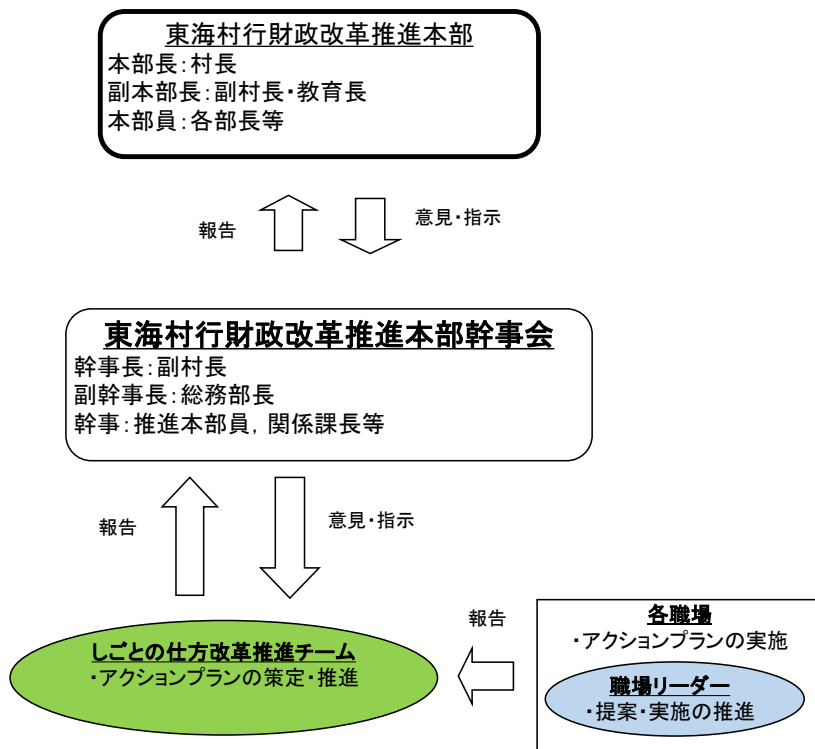 東海村行財政改革推進本部
本部長：村長
副本部長：副村長・教育長
本部員：各部長等
報告
意見・指示
東海村行財政改革推進本部幹事会
幹事長：副村長
副幹事長：総務部長
幹事：推進本部員，関係課長等
報告
意見・指示
しごとの仕方改革推進チーム
・アクションプランの策定・推進
報告
各職場
・アクションプランの実施
職場リーダー
・提案・実施の推進